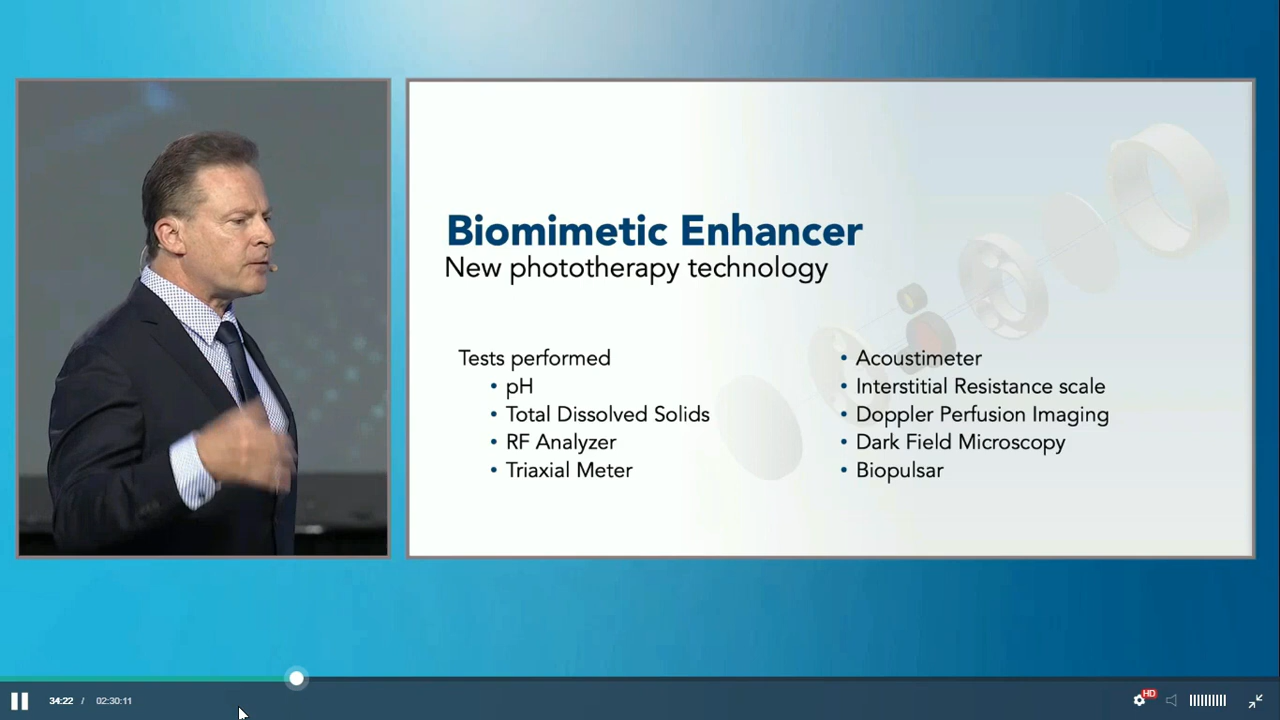 Biomimetic Enhancer
New phototherapy technology
Tests performed
• pH
• Total Dissolved Solids
• RF Analyzer
• Triaxial Meter
• Acoustimeter
• Interstitial Resistance scale
• Doppler Perfusion Imaging
• Dark Field Microscopy
• Biopulsar
34:22 / 02:30:11
HD